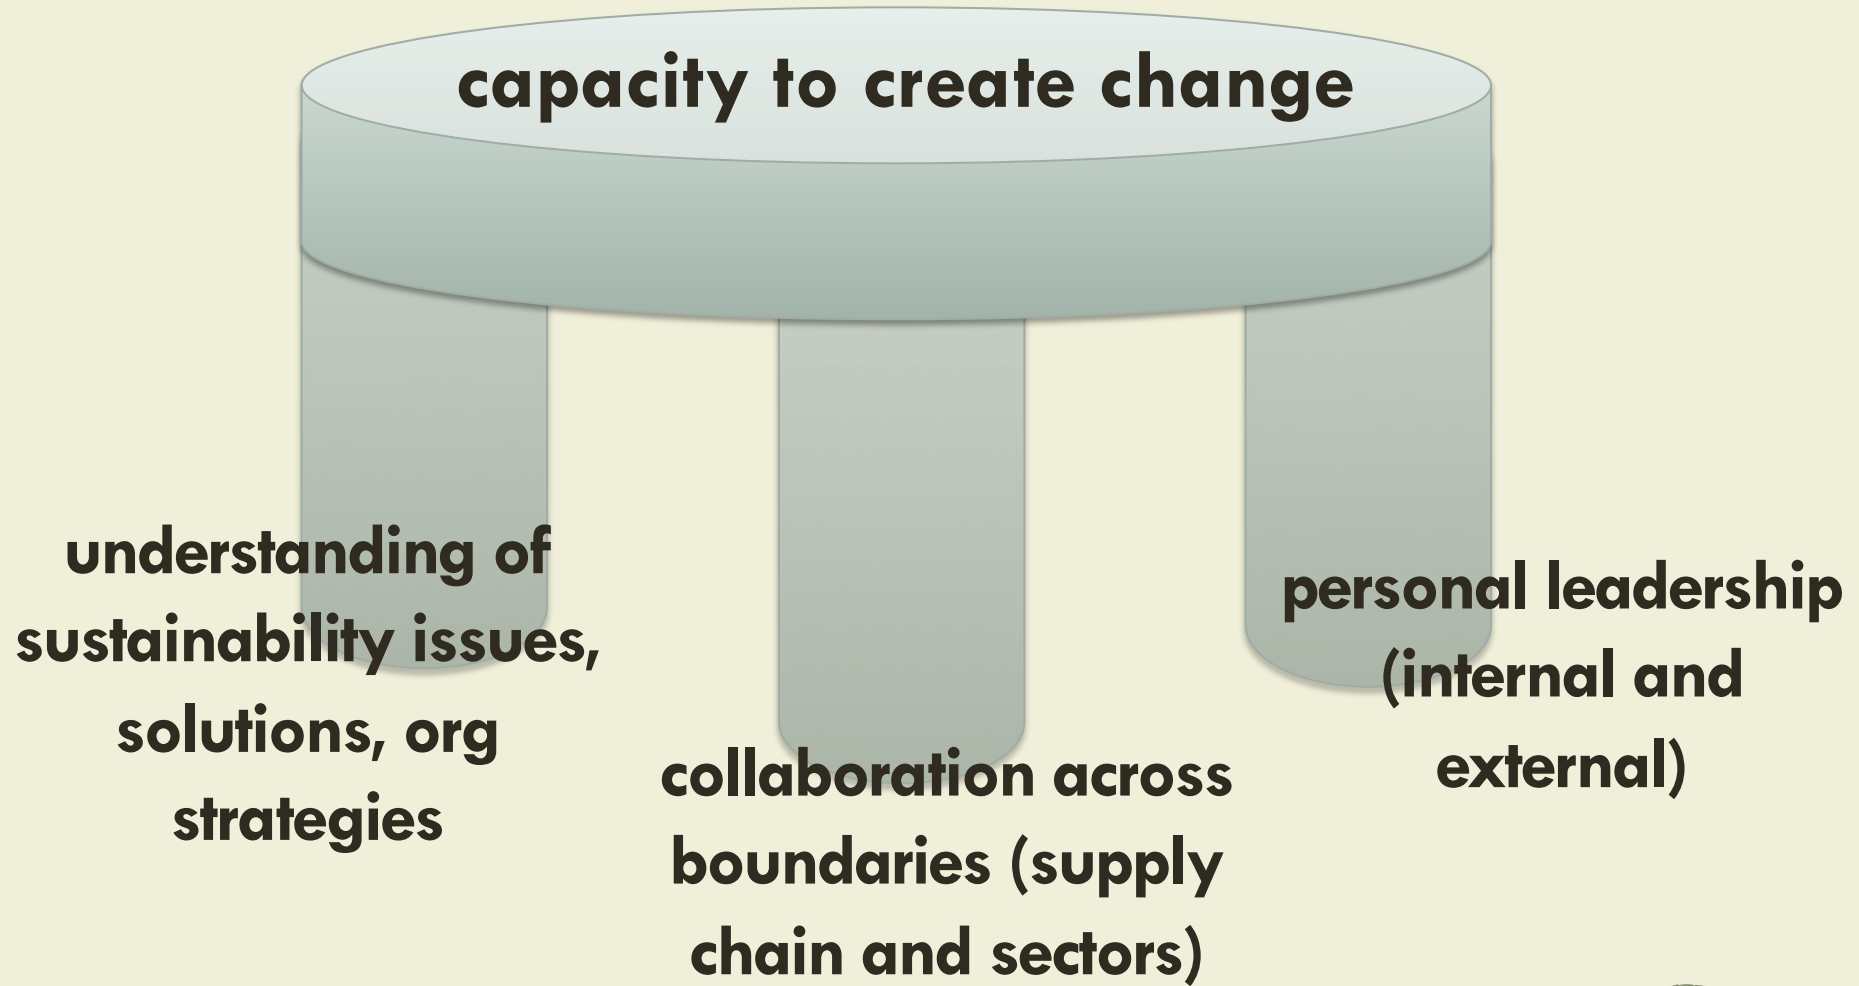 capacity to create change
understanding of
sustainability issues,
solutions, org
strategies
collaboration across
boundaries (supply
chain and sectors)
personal leadership
(internal and
external)